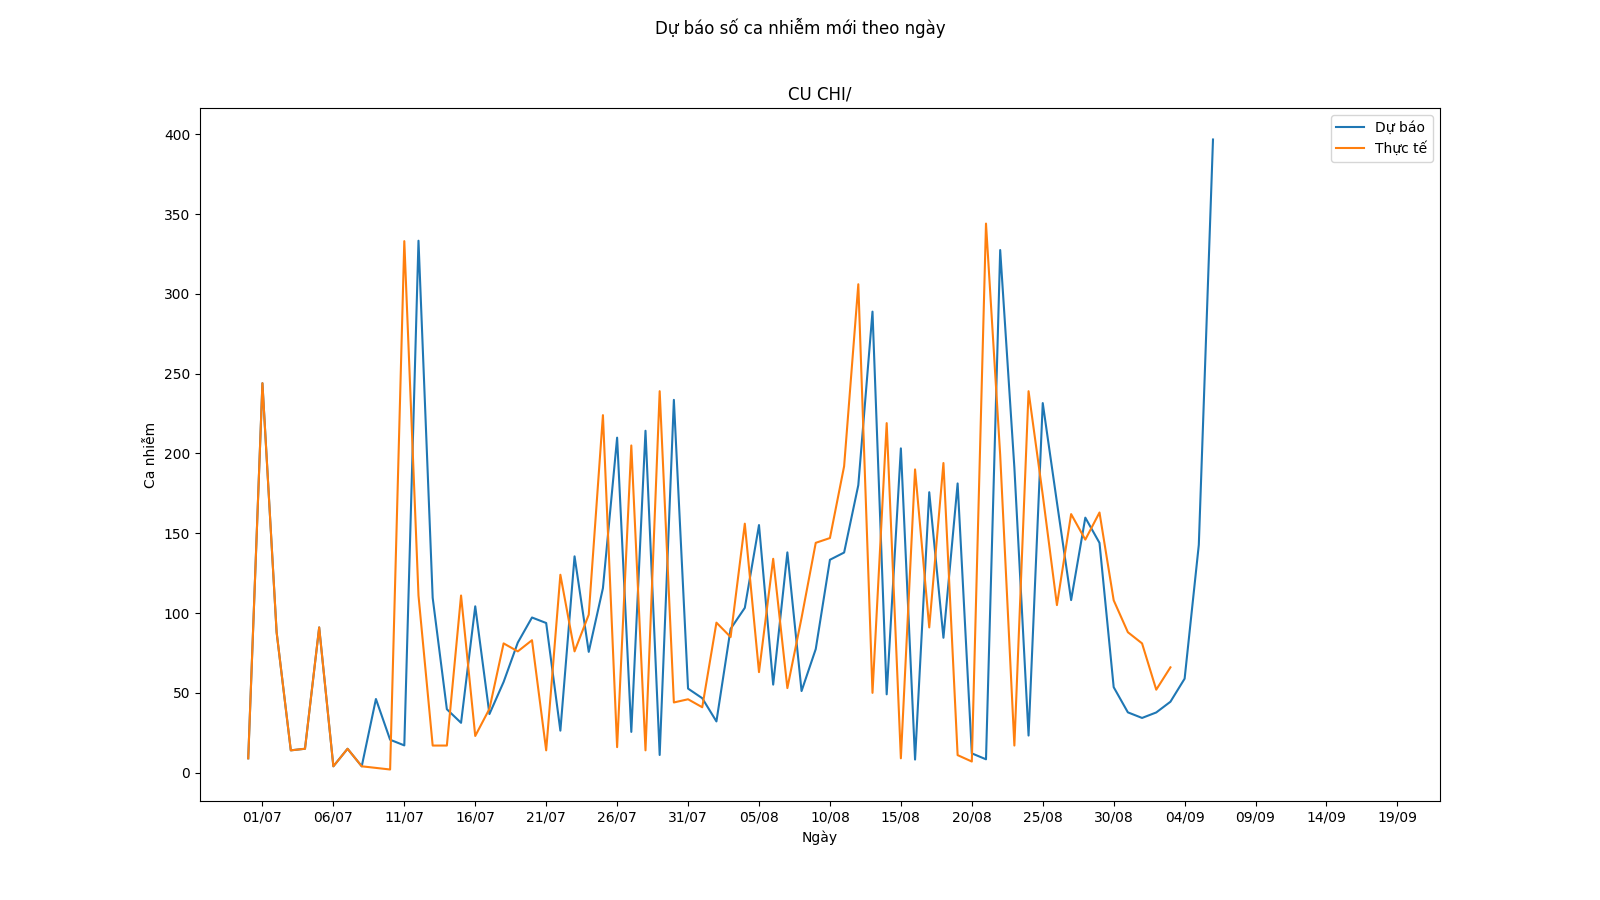 Dự báo số ca nhiễm mới theo ngày
CU CHI/
Dự báo
Thực tế
400
350
300
250
200
150
100
50
0
Ca nhiễm
01/07 06/07 11/07 16/07 21/07 26/07 31/07 05/08 10/08 15/08 20/08 25/08 30/08 04/09 09/09 14/09 19/09
Ngày